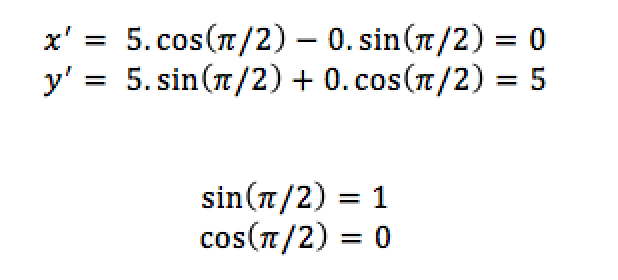 x′ = 5.cos(π/2) − 0.sin(π/2) = 0
y′ = 5.sin(π/2) + 0.cos(π/2) = 5
sin(π/2) = 1
cos(π/2) = 0